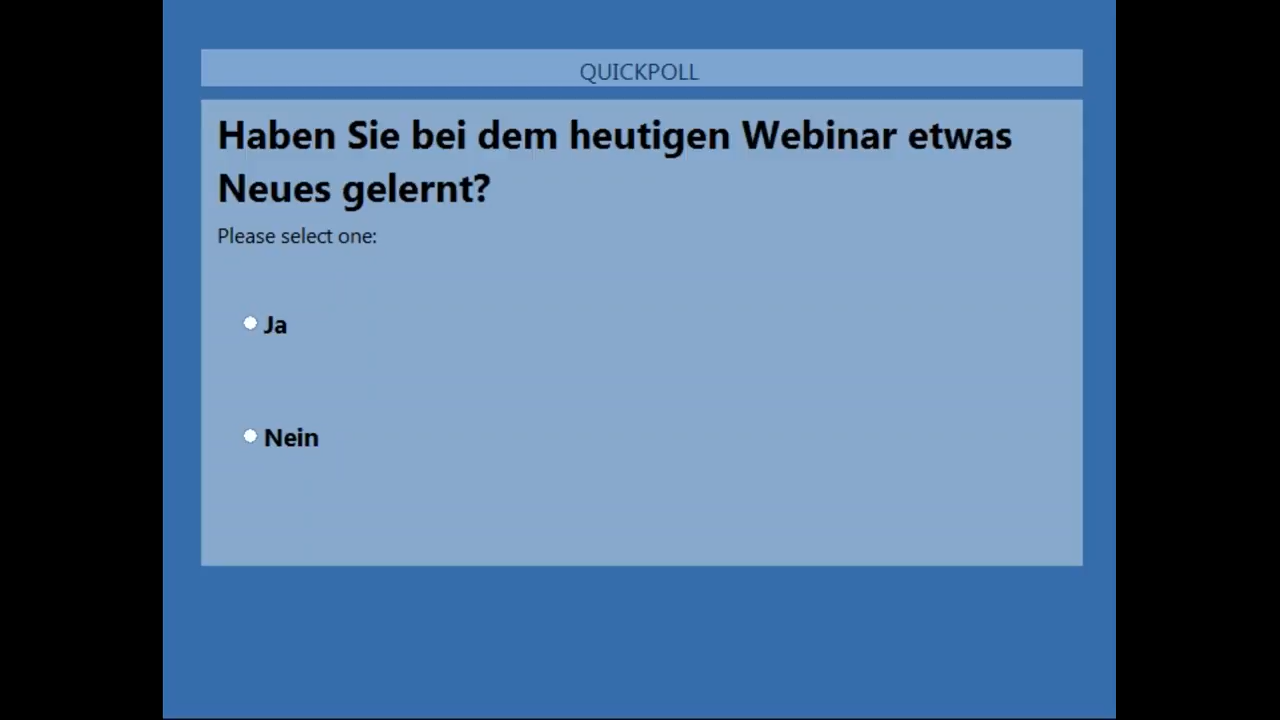 QUICKPOLL
Haben Sie bei dem heutigen Webinar etwas
Neues gelernt?
Please select one:
Ja
Nein